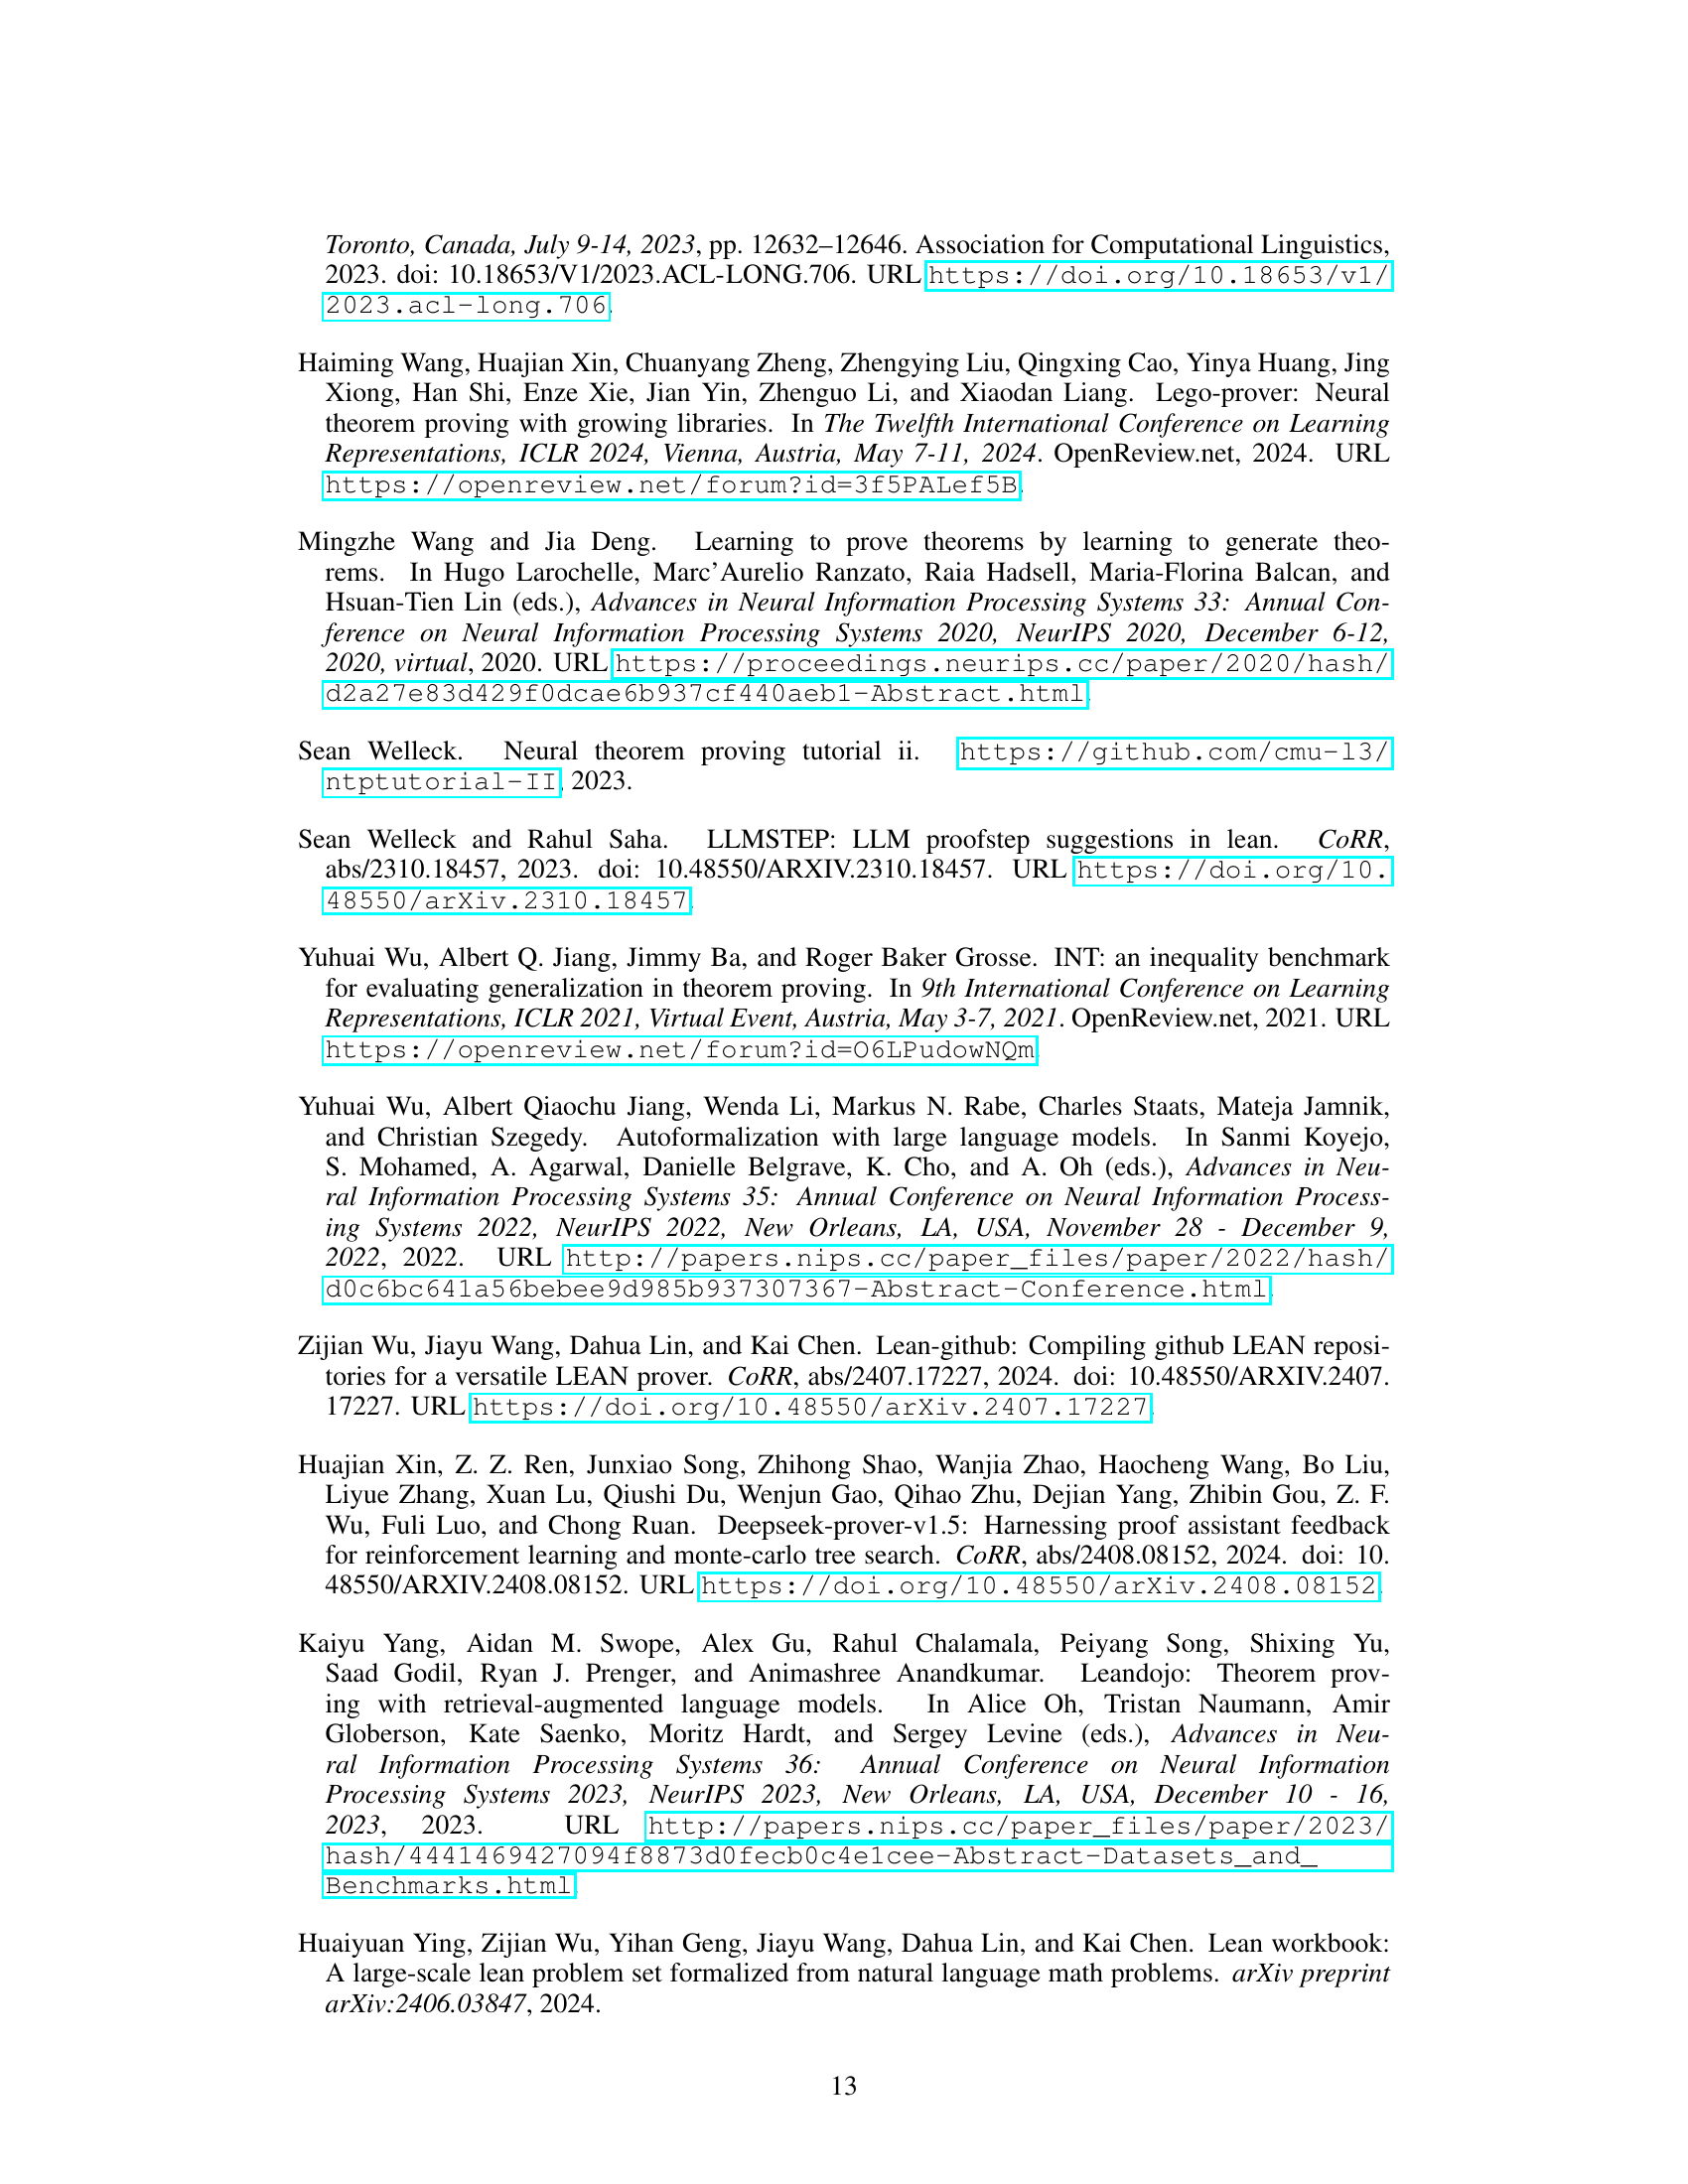 Toronto, Canada, July 9-14, 2023, pp. 12632–12646. Association for Computational Linguistics,
2023. doi: 10.18653/V1/2023.ACL-LONG.706. URL https://doi.org/10.18653/v1/
2023.acl-long.706.
Haiming Wang, Huajian Xin, Chuanyang Zheng, Zhengying Liu, Qingxing Cao, Yinya Huang, Jing
Xiong, Han Shi, Enze Xie, Jian Yin, Zhenguo Li, and Xiaodan Liang. Lego-prover: Neural
theorem proving with growing libraries. In The Twelfth International Conference on Learning
Representations, ICLR 2024, Vienna, Austria, May 7-11, 2024. OpenReview.net, 2024. URL
https://openreview.net/forum?id=3f5PALef5B.
Mingzhe Wang and Jia Deng. Learning to prove theorems by learning to generate theo-
rems. In Hugo Larochelle, Marc'Aurelio Ranzato, Raia Hadsell, Maria-Florina Balcan, and
Hsuan-Tien Lin (eds.), Advances in Neural Information Processing Systems 33: Annual Con-
ference on Neural Information Processing Systems 2020, NeurIPS 2020, December 6-12,
2020, virtual, 2020. URL https://proceedings.neurips.cc/paper/2020/hash/
d2a27e83d429f0dcae6b937cf440aeb1-Abstract.html.
Sean Welleck. Neural theorem proving tutorial ii. https://github.com/cmu-l3/
ntptutorial-II, 2023.
Sean Welleck and Rahul Saha. LLMSTEP: LLM proofstep suggestions in lean. CoRR,
abs/2310.18457, 2023. doi: 10.48550/ARXIV.2310.18457. URL https://doi.org/10.
48550/arXiv.2310.18457.
Yuhuai Wu, Albert Q. Jiang, Jimmy Ba, and Roger Baker Grosse. INT: an inequality benchmark
for evaluating generalization in theorem proving. In 9th International Conference on Learning
Representations, ICLR 2021, Virtual Event, Austria, May 3-7, 2021. OpenReview.net, 2021. URL
https://openreview.net/forum?id=O6LPudowNQm.
Yuhuai Wu, Albert Qiaochu Jiang, Wenda Li, Markus N. Rabe, Charles Staats, Mateja Jamnik,
and Christian Szegedy. Autoformalization with large language models. In Sanmi Koyejo,
S. Mohamed, A. Agarwal, Danielle Belgrave, K. Cho, and A. Oh (eds.), Advances in Neu-
ral Information Processing Systems 35: Annual Conference on Neural Information Process-
ing Systems 2022, NeurIPS 2022, New Orleans, LA, USA, November 28 - December 9,
2022, 2022. URL http://papers.nips.cc/paper_files/paper/2022/hash/
d0c6bc641a56bebee9d985b937307367-Abstract-Conference.html.
Zijian Wu, Jiayu Wang, Dahua Lin, and Kai Chen. Lean-github: Compiling github LEAN reposi-
tories for a versatile LEAN prover. CoRR, abs/2407.17227, 2024. doi: 10.48550/ARXIV.2407.
17227. URL https://doi.org/10.48550/arXiv.2407.17227.
Huajian Xin, Z. Z. Ren, Junxiao Song, Zhihong Shao, Wanjia Zhao, Haocheng Wang, Bo Liu,
Liyue Zhang, Xuan Lu, Qiushi Du, Wenjun Gao, Qihao Zhu, Dejian Yang, Zhibin Gou, Z. F.
Wu, Fuli Luo, and Chong Ruan. Deepseek-prover-v1.5: Harnessing proof assistant feedback
for reinforcement learning and monte-carlo tree search. CoRR, abs/2408.08152, 2024. doi: 10.
48550/ARXIV.2408.08152. URL https://doi.org/10.48550/arXiv.2408.08152.
Kaiyu Yang, Aidan M. Swope, Alex Gu, Rahul Chalamala, Peiyang Song, Shixing Yu,
Saad Godil, Ryan J. Prenger, and Animashree Anandkumar. Leandojo: Theorem prov-
ing with retrieval-augmented language models. In Alice Oh, Tristan Naumann, Amir
Globerson, Kate Saenko, Moritz Hardt, and Sergey Levine (eds.), Advances in Neu-
ral Information Processing Systems 36: Annual Conference on Neural Information
Processing Systems 2023, NeurIPS 2023, New Orleans, LA, USA, December 10 - 16,
2023, 2023. URL http://papers.nips.cc/paper_files/paper/2023/
hash/4441469427094f8873d0fecb0c4e1cee-Abstract-Datasets_and_
Benchmarks.html.
Huaiyuan Ying, Zijian Wu, Yihan Geng, Jiayu Wang, Dahua Lin, and Kai Chen. Lean workbook:
A large-scale lean problem set formalized from natural language math problems. arXiv preprint
arXiv:2406.03847, 2024.
13